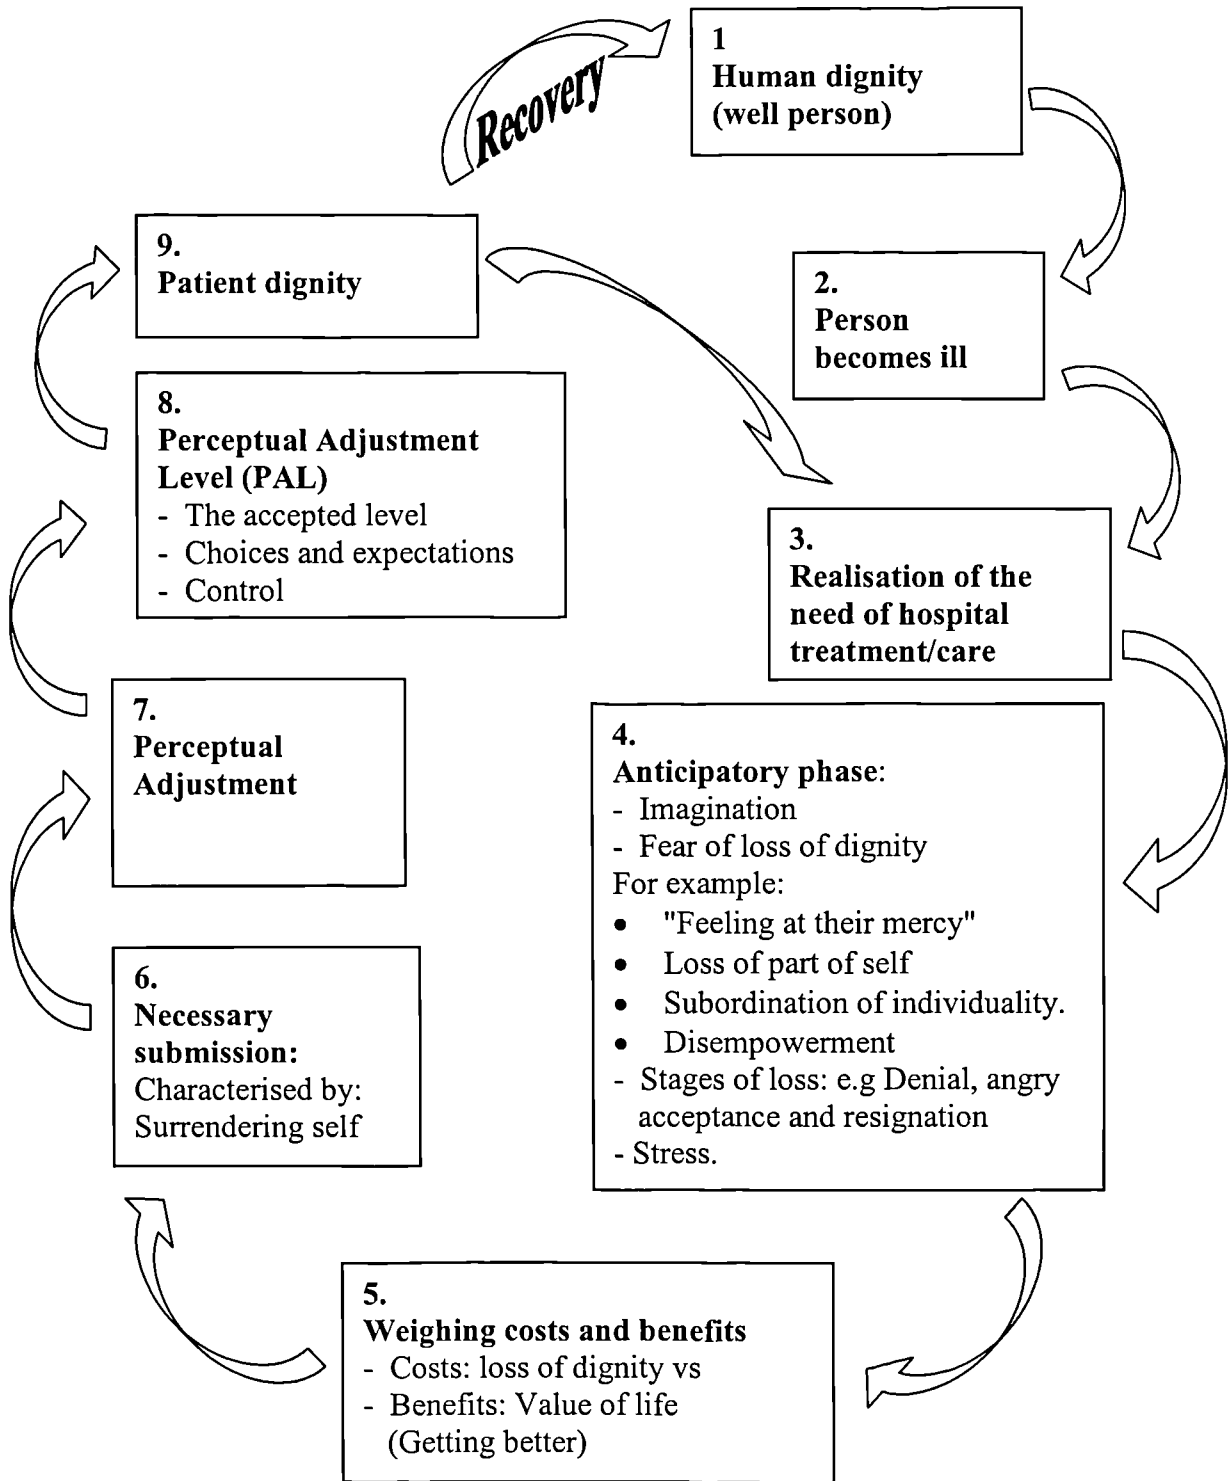 Recovery
1
Human dignity
(well person)
2.
Person
becomes ill
3.
Realisation of the
need of hospital
treatment/care
4.
Anticipatory phase:
- Imagination
- Fear of loss of dignity
For example:
• "Feeling at their mercy"
• Loss of part of self
• Subordination of individuality.
• Disempowerment
- Stages of loss: e.g Denial, angry
acceptance and resignation
- Stress.
5.
Weighing costs and benefits
- Costs: loss of dignity vs
- Benefits: Value of life
(Getting better)
6.
Necessary
submission:
Characterised by:
Surrendering self
7.
Perceptual
Adjustment
8.
Perceptual Adjustment
Level (PAL)
- The accepted level
- Choices and expectations
- Control
9.
Patient dignity